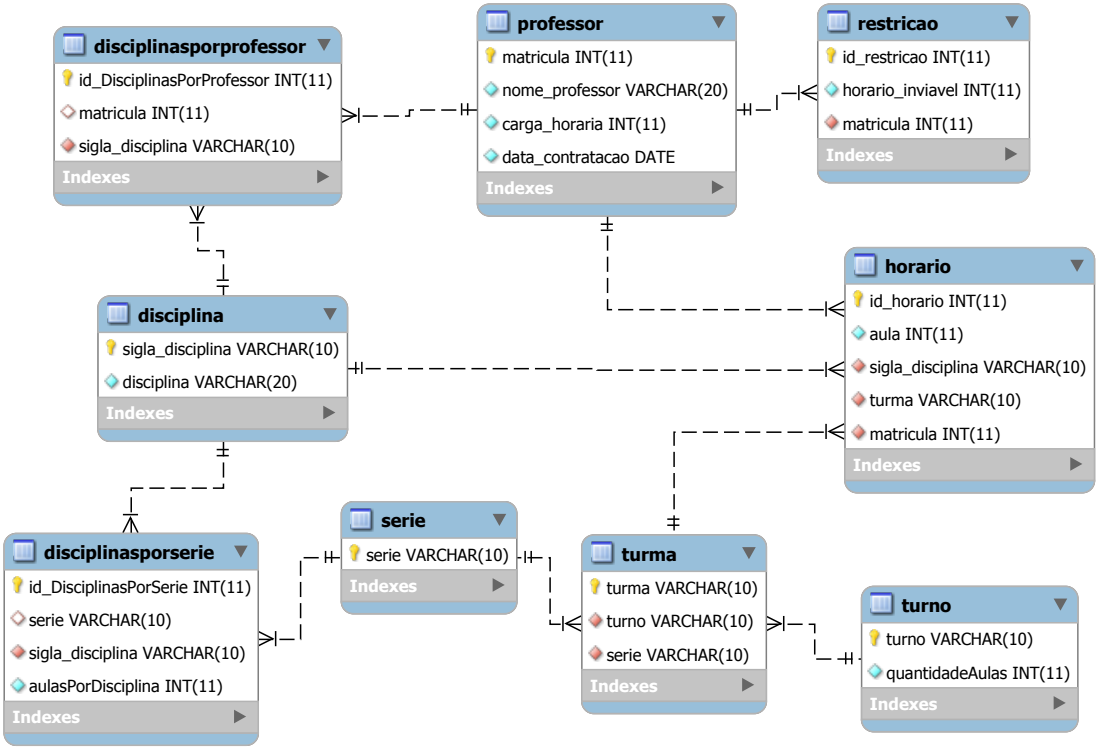 disciplinasporprofessor
id_DisciplinasPorProfessor INT(11)
matricula INT(11)
sigla_disciplina VARCHAR(10)
Indexes
professor
matricula INT(11)
nome_professor VARCHAR(20)
carga_horaria INT(11)
data_contratacao DATE
Indexes
restricao
id_restricao INT(11)
horario_inviavel INT(11)
matricula INT(11)
Indexes
disciplina
sigla_disciplina VARCHAR(10)
disciplina VARCHAR(20)
Indexes
horario
id_horario INT(11)
aula INT(11)
sigla_disciplina VARCHAR(10)
turma VARCHAR(10)
matricula INT(11)
Indexes
disciplinasporserie
id_DisciplinasPorSerie INT(11)
serie VARCHAR(10)
sigla_disciplina VARCHAR(10)
aulasPorDisciplina INT(11)
Indexes
serie
serie VARCHAR(10)
Indexes
turma
turma VARCHAR(10)
turno VARCHAR(10)
serie VARCHAR(10)
Indexes
turno
turno VARCHAR(10)
quantidadeAulas INT(11)
Indexes